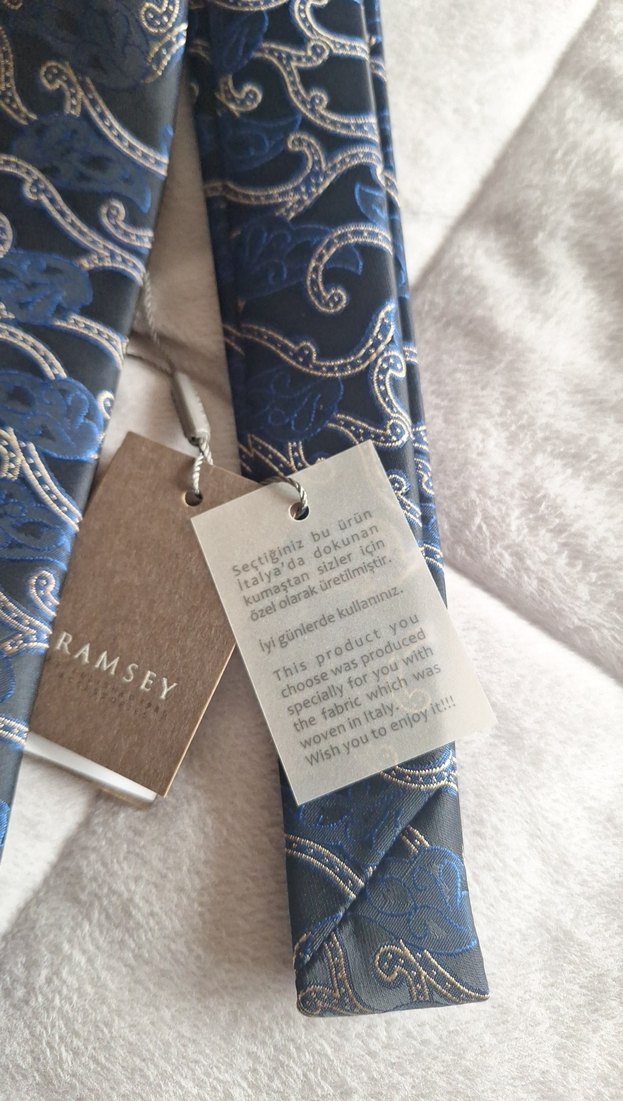 Seçtiğiniz bu ürün
İtalya'da dokunan
kumaştan sizler için
özel olarak üretilmiştir.
İyi günlerde kullanınız.
This product you
choose was produced
specially for you with
the fabric which was
woven in Italy.
Wish you to enjoy it!!!
RAMSEY